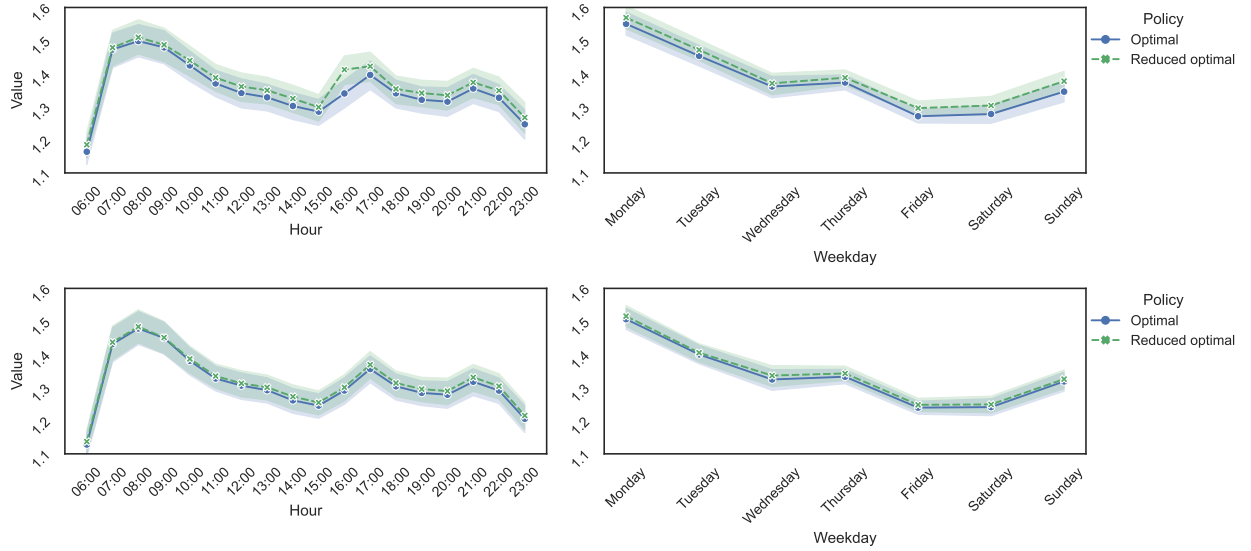 Value
1.6
1.5
1.4
1.3
1.2
1.1
06:00 07:00 08:00 09:00 10:00 11:00 12:00 13:00 14:00 15:00 16:00 17:00 18:00 19:00 20:00 21:00 22:00 23:00
Hour
1.6
1.5
1.4
1.3
1.2
1.1
Monday Tuesday Wednesday Thursday Friday Saturday Sunday
Weekday
Policy
Optimal
Reduced optimal
Value
1.6
1.5
1.4
1.3
1.2
1.1
06:00 07:00 08:00 09:00 10:00 11:00 12:00 13:00 14:00 15:00 16:00 17:00 18:00 19:00 20:00 21:00 22:00 23:00
Hour
1.6
1.5
1.4
1.3
1.2
1.1
Monday Tuesday Wednesday Thursday Friday Saturday Sunday
Weekday
Policy
Optimal
Reduced optimal